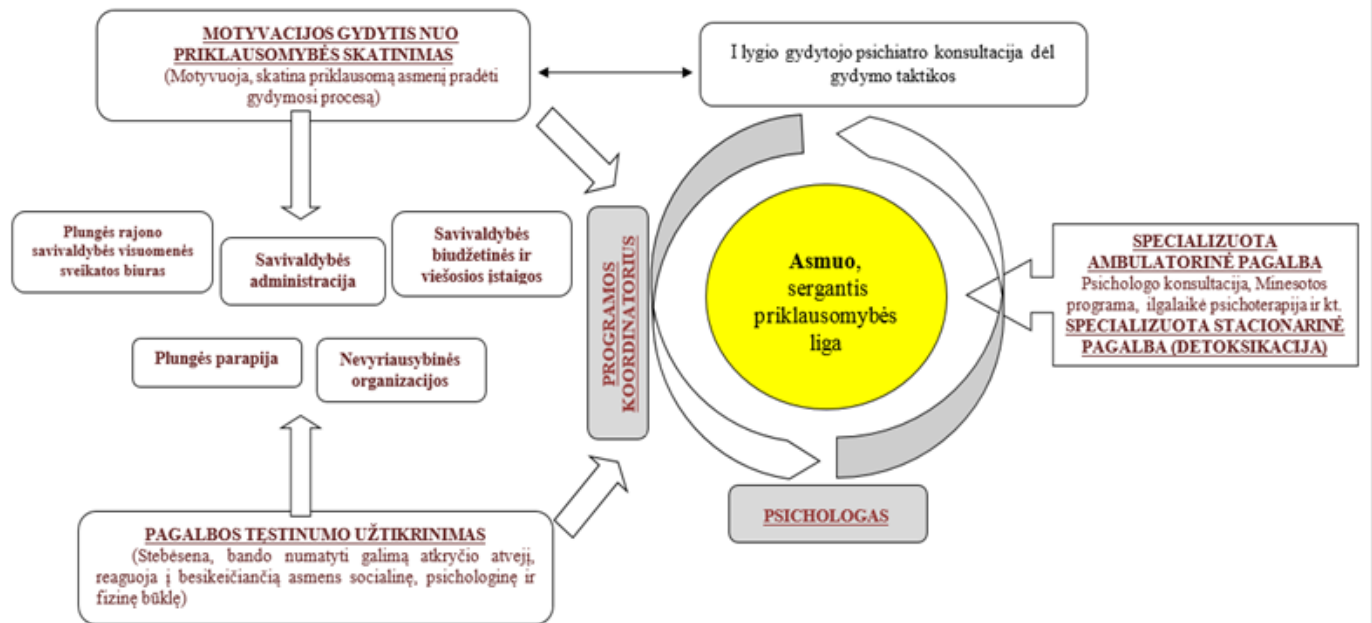 MOTYVACIJOS GYDYTIS NUO
PRIKLAUSOMYBĖS SKATINIMAS
(Motyvuoja, skatina priklausomą asmenį pradėti
gydymosi procesą)
I lygio gydytojo psichiatro konsultacija dėl
gydymo taktikos
Plungės rajono
savivaldybės visuomenės
sveikatos biuras
Savivaldybės
administracija
Savivaldybės
biudžetinės ir
viešosios įstaigos
Plungės parapija
Nevyriausybinės
organizacijos
PROGRAMOS
KOORDINATORIUS
Asmuo,
sergantis
priklausomybės
liga
SPECIALIZUOTA
AMBULATORINĖ PAGALBA
Psichologo konsultacija, Minesotos
programa, ilgalaikė psichoterapija ir kt.
SPECIALIZUOTA STACIONARINĖ
PAGALBA (DETOKSIKACIJA)
PSICHOLOGAS
PAGALBOS TĘSTINUMO UŽTIKRINIMAS
(Stebėsena, bando numatyti galimą atkryčio atvejį,
reaguoja į besikeičiančią asmens socialinę, psichologinę ir
fizinę būklę)